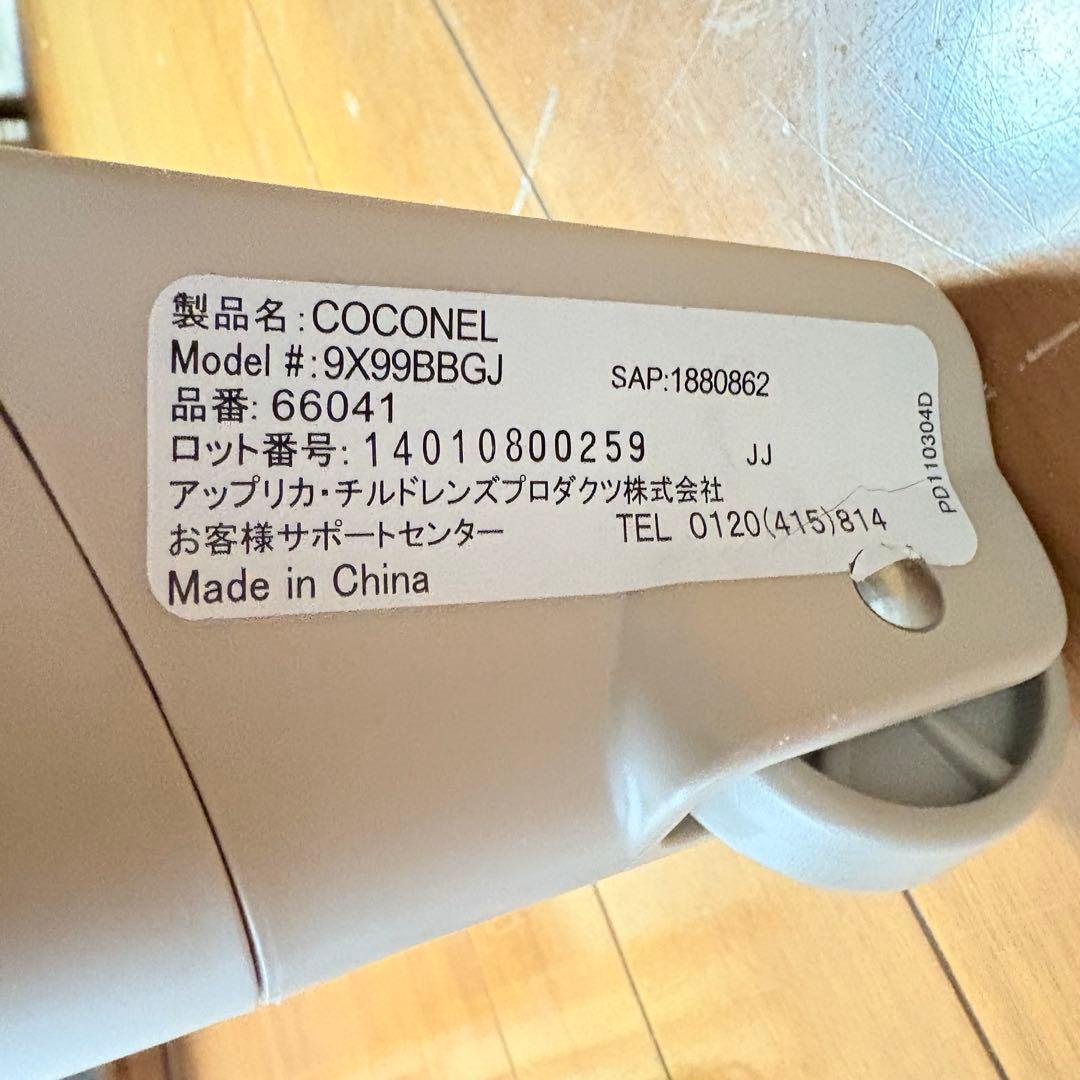 製品名:COCONEL
Model #:9X99BBGJ
SAP:1880862
品番:66041
ロット番号:14010800259
JJ
アップリカ・チルドレンズプロダクツ株式会社
お客様サポートセンター TEL 0120(415)814
Made in China
PD110304D